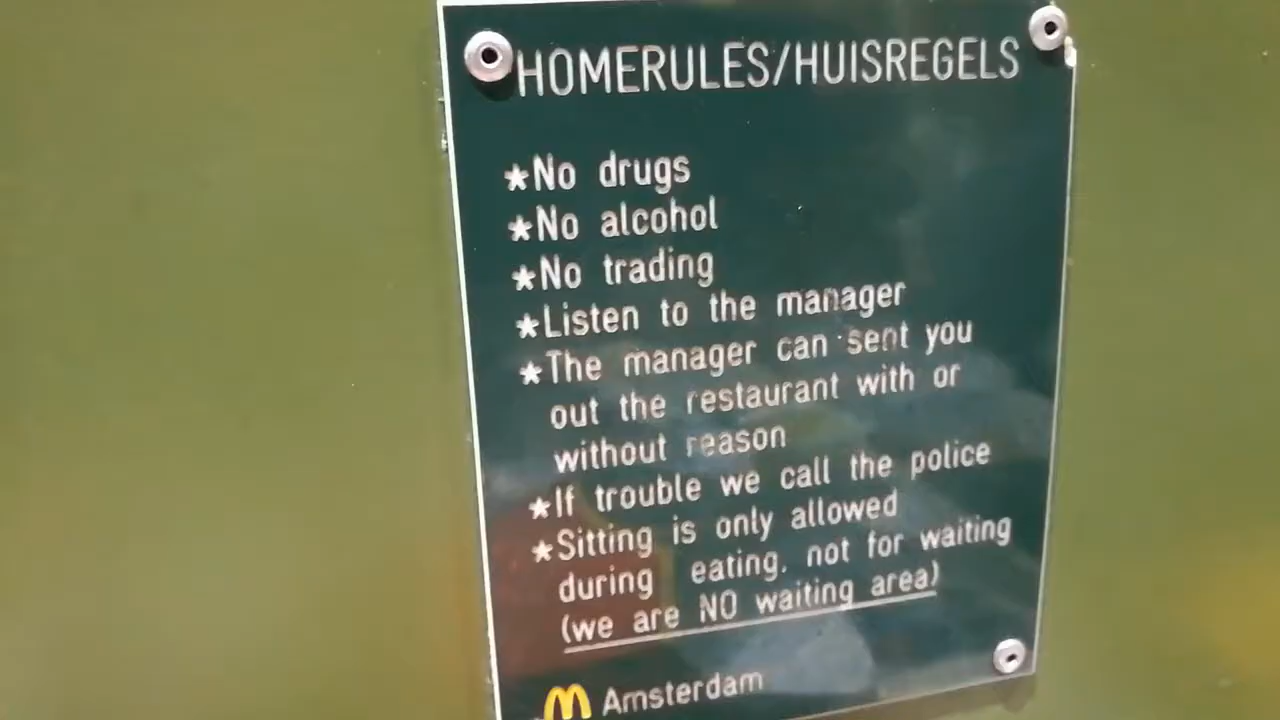 HOMERULES/HUISREGELS
*No drugs
*No alcohol
*No trading
*Listen to the manager
*The manager can sent you
out the restaurant with or
without reason
*If trouble we call the police
*Sitting is only allowed
during eating. not for waiting
(we are NO waiting area)
M Amsterdam